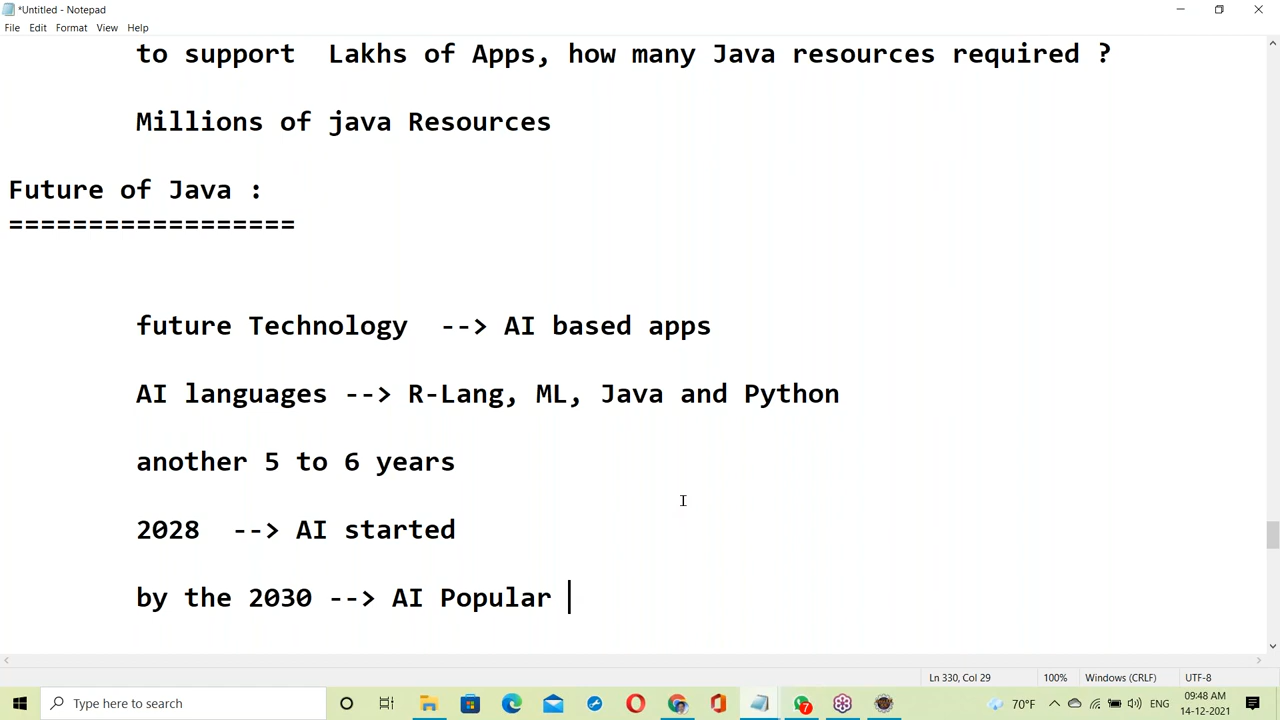 *Untitled - Notepad
File Edit Format View Help
to support Lakhs of Apps, how many Java resources required ?
Millions of java Resources
Future of Java :
==================
future Technology --> AI based apps
AI languages --> R-Lang, ML, Java and Python
another 5 to 6 years
2028 --> AI started
by the 2030 --> AI Popular
Ln 330, Col 29 100% Windows (CRLF) UTF-8
Type here to search 7 70°F ENG 09:48 AM
14-12-2021